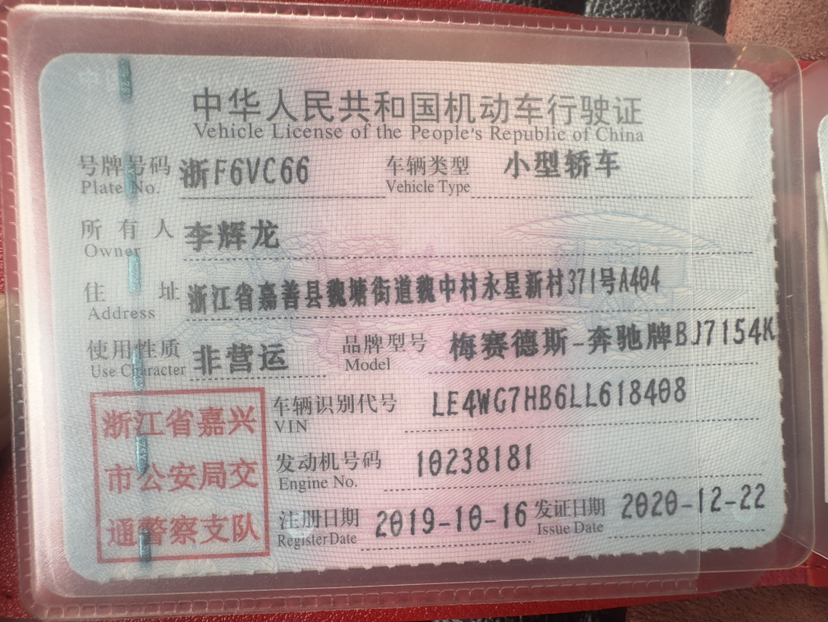 中华人民共和国机动车行驶证
Vehicle License of the People's Republic of China
号牌号码 浙F6VC66 车辆类型 小型轿车
Plate No. Vehicle Type
所有人 李辉龙
Owner
住址 浙江省嘉善县魏塘街道魏中村永星新村371号A404
Address
使用性质 非营运 品牌型号 梅赛德斯-奔驰牌BJ7154K
Use Character Model
浙江省嘉兴
市公安局交
通警察支队
车辆识别代号 LE4WG7HB6LL618408
VIN
发动机号码 10238181
Engine No.
注册日期 2019-10-16 发证日期 2020-12-22
Register Date Issue Date